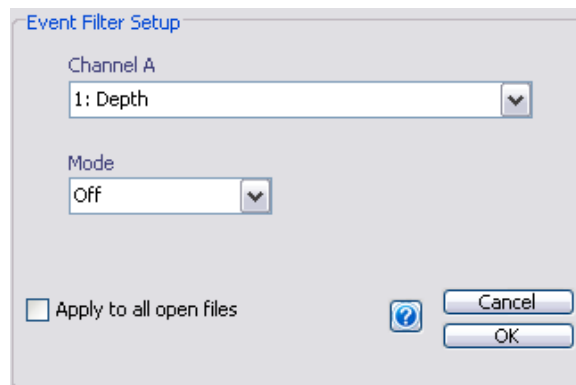 Event Filter Setup
Channel A
1: Depth
Mode
Off
Apply to all open files
?
Cancel
OK